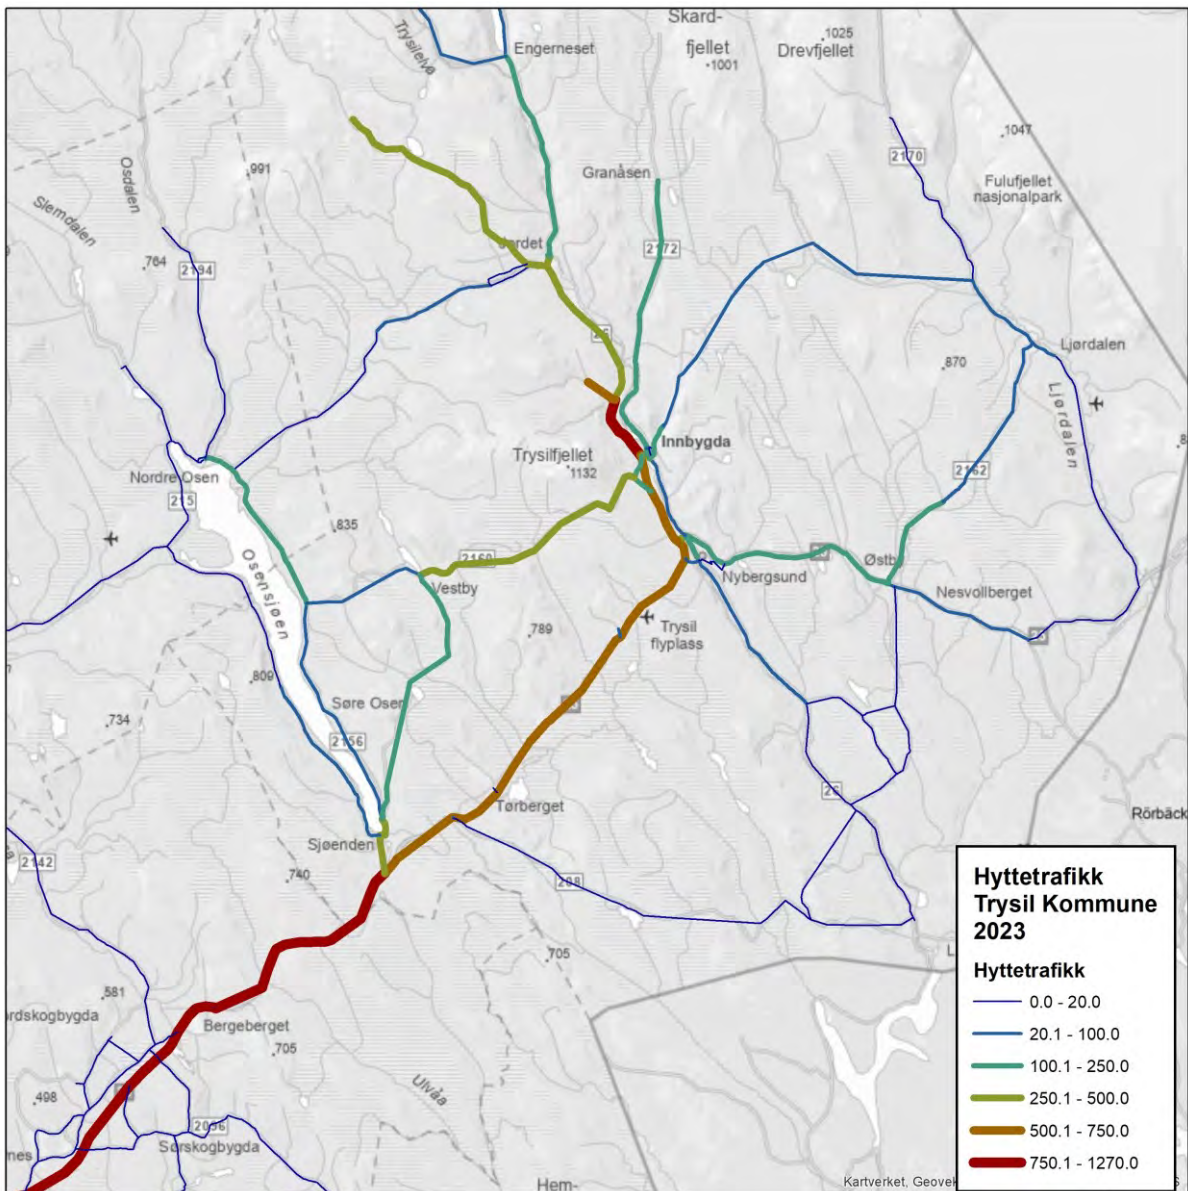 Skard-
fjellet
1001
1025
Drevfjellet
Trysilelva
Engerneset
1047
2170
Fulufjellet
nasjonalpark
Granåsen
991
Osdalen
Slemdalen
764
2194
Jordet
2172
26
870
Ljørdalen
Ljørdalen
Innbygda
Trysilfjellet
1132
Nordre Osen
215
835
2162
Osensjøen
Vestby
Nybergsund
Nesvollberget
789
Trysil
flyplass
809
Søre Osen
734
2156
26
Tørberget
Rörbäck
Sjøenden
2142
740
208
705
581
Bergeberget
705
498
Ulvåa
2036
Sørskogbygda
Hem-
Hyttetrafikk
Trysil Kommune
2023
Hyttetrafikk
0.0 - 20.0
20.1 - 100.0
100.1 - 250.0
250.1 - 500.0
500.1 - 750.0
750.1 - 1270.0
Kartverket,